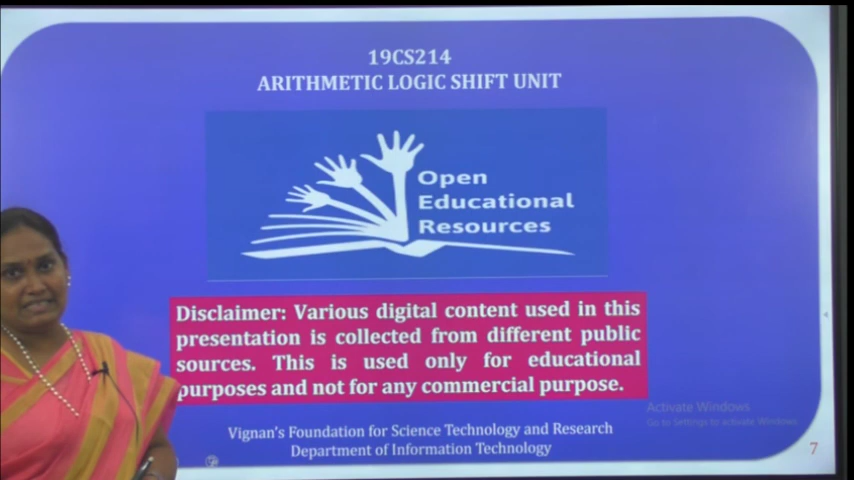 19CS214
ARITHMETIC LOGIC SHIFT UNIT
Open
Educational
Resources
Disclaimer: Various digital content used in this
presentation is collected from different public
sources. This is used only for educational
purposes and not for any commercial purpose.
Activate Windows
Go to Settings to activate Windows.
Vignan's Foundation for Science Technology and Research
Department of Information Technology
7